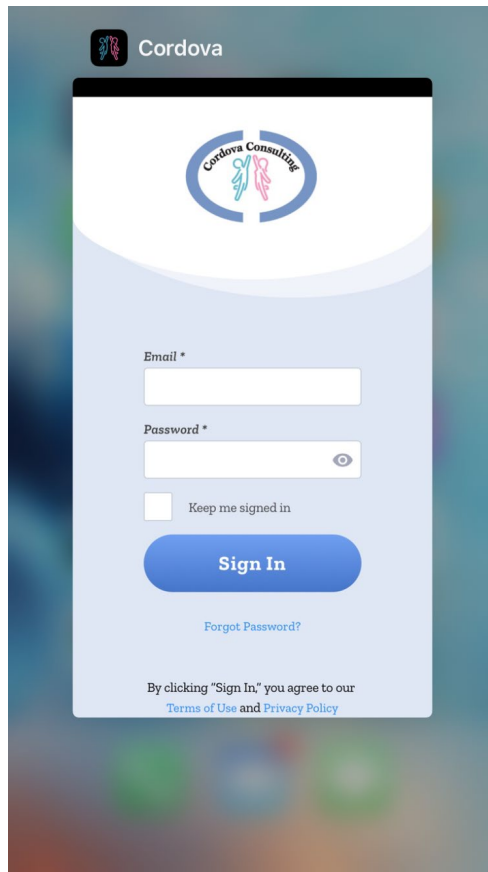 Cordova
Cordova Consulting
Email *
Password *
Keep me signed in
Sign In
Forgot Password?
By clicking “Sign In,” you agree to our
Terms of Use and Privacy Policy